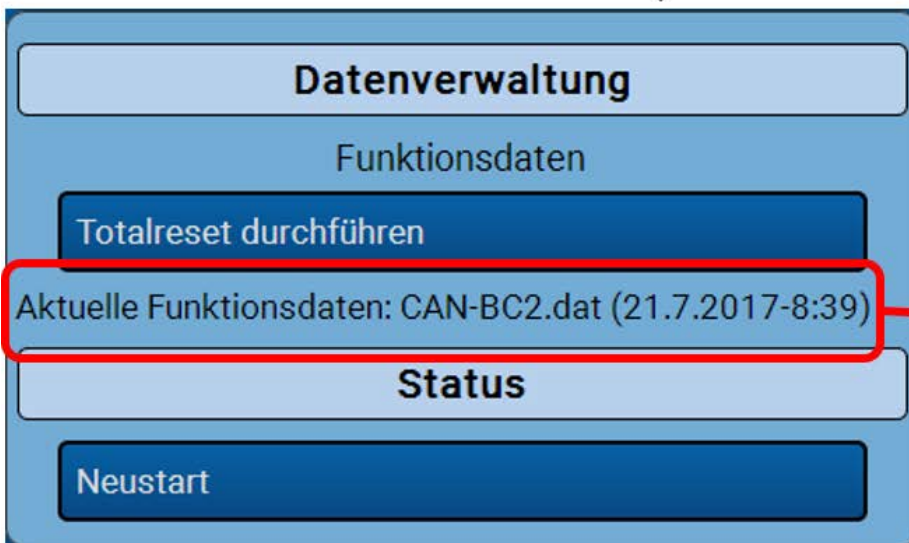 Datenverwaltung
Funktionsdaten
Totalreset durchführen
Aktuelle Funktionsdaten: CAN-BC2.dat (21.7.2017-8:39)
Status
Neustart